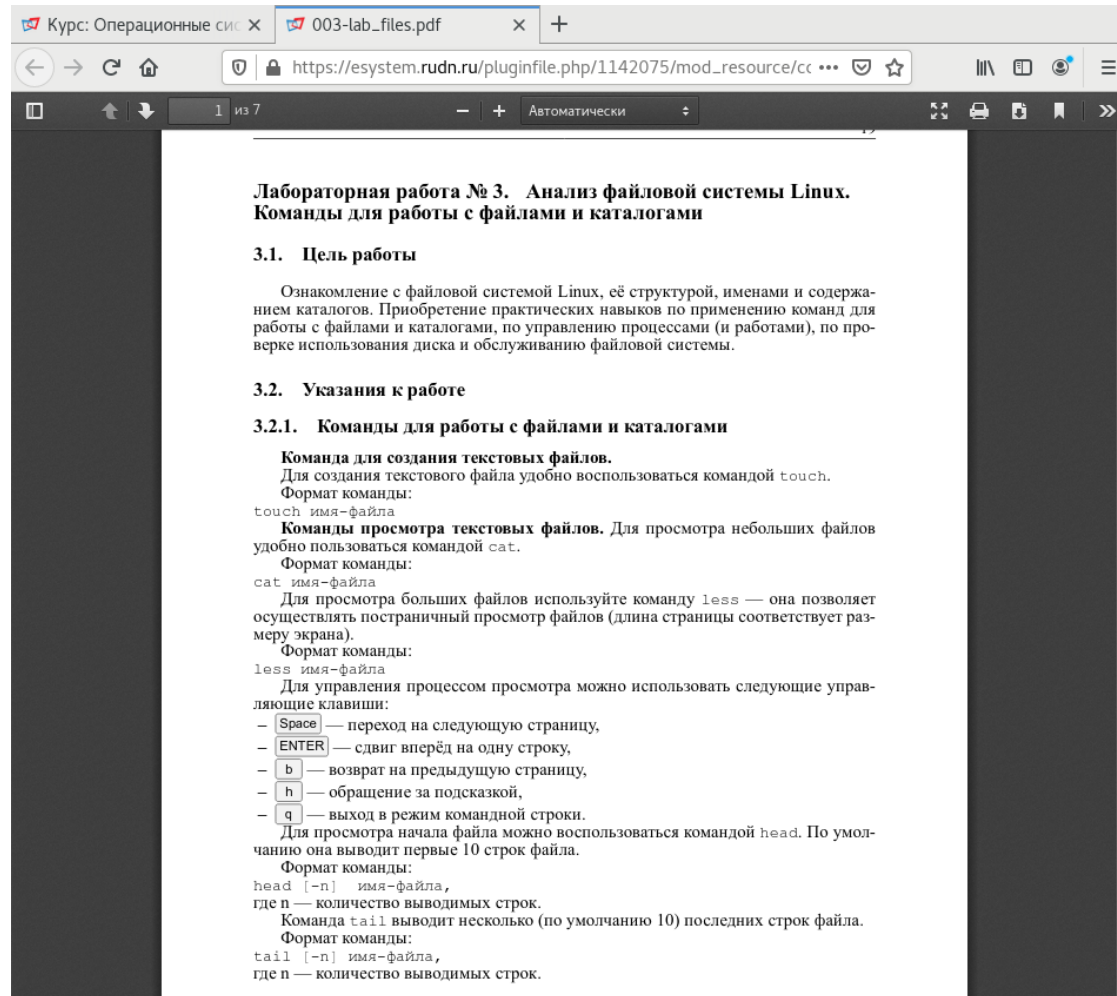 Курс: Операционные сис
003-lab_files.pdf
https://esystem.rudn.ru/pluginfile.php/1142075/mod_resource/cc
1 из 7
Автоматически
Лабораторная работа № 3. Анализ файловой системы Linux.
Команды для работы с файлами и каталогами
3.1. Цель работы
Ознакомление с файловой системой Linux, её структурой, именами и содержа-
нием каталогов. Приобретение практических навыков по применению команд для
работы с файлами и каталогами, по управлению процессами (и работами), по про-
верке использования диска и обслуживанию файловой системы.
3.2. Указания к работе
3.2.1. Команды для работы с файлами и каталогами
Команда для создания текстовых файлов.
Для создания текстового файла удобно воспользоваться командой touch.
Формат команды:
touch имя-файла
Команды просмотра текстовых файлов. Для просмотра небольших файлов
удобно пользоваться командой cat.
Формат команды:
cat имя-файла
Для просмотра больших файлов используйте команду less — она позволяет
осуществлять постраничный просмотр файлов (длина страницы соответствует раз-
меру экрана).
Формат команды:
less имя-файла
Для управления процессом просмотра можно использовать следующие управ-
ляющие клавиши:
– Space — переход на следующую страницу,
– ENTER — сдвиг вперёд на одну строку,
– b — возврат на предыдущую страницу,
– h — обращение за подсказкой,
– q — выход в режим командной строки.
Для просмотра начала файла можно воспользоваться командой head. По умол-
чанию она выводит первые 10 строк файла.
Формат команды:
head [-n] имя-файла,
где n — количество выводимых строк.
Команда tail выводит несколько (по умолчанию 10) последних строк файла.
Формат команды:
tail [-n] имя-файла,
где n — количество выводимых строк.